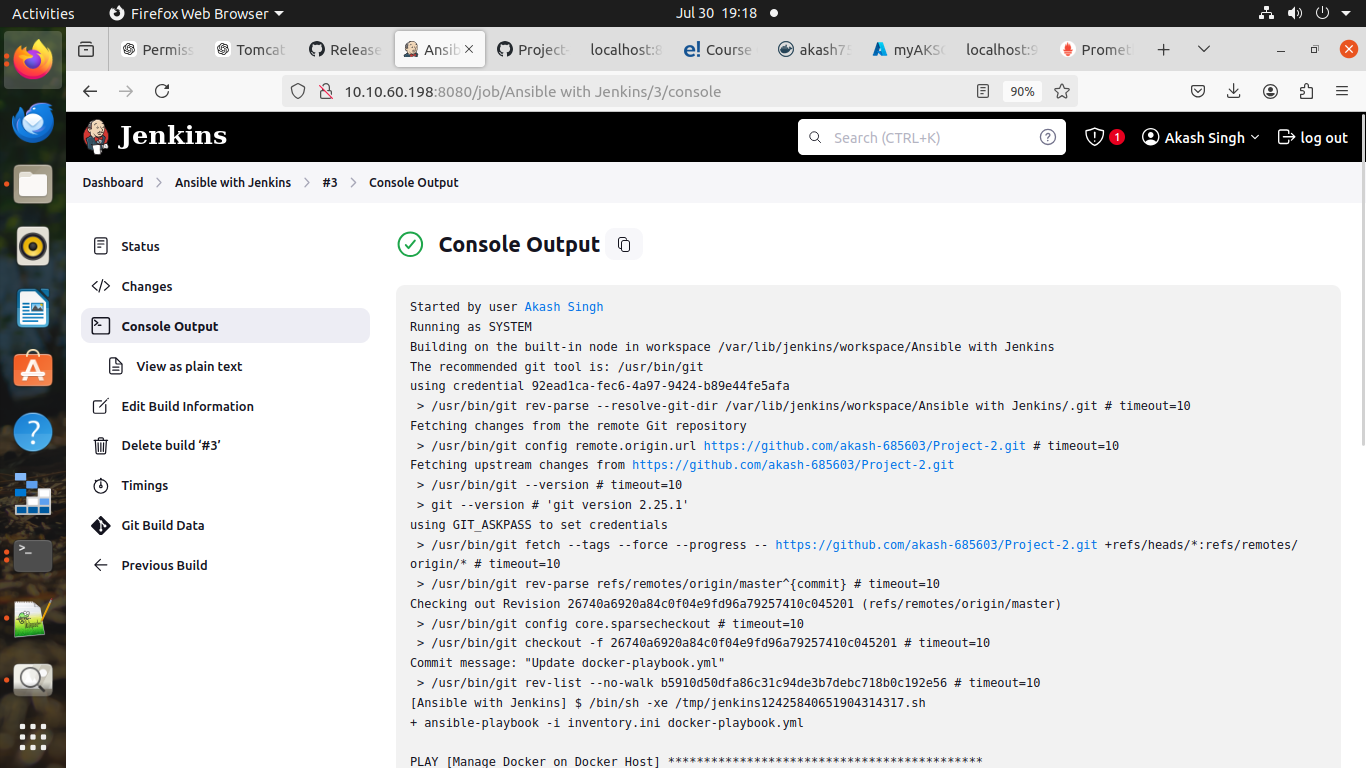 Activities
Firefox Web Browser
Jul 30 19:18
Permiss
Tomcat
Release
Ansib
Project-
localhost:8
e! Course
akash75
myAKSC
localhost:9
Promet
10.10.60.198:8080/job/Ansible with Jenkins/3/console
90%
Jenkins
Search (CTRL+K)
?
1
Akash Singh
log out
Dashboard
Ansible with Jenkins
#3
Console Output
Status
Changes
Console Output
View as plain text
Edit Build Information
Delete build ‘#3’
Timings
Git Build Data
Previous Build
Console Output
Started by user Akash Singh
Running as SYSTEM
Building on the built-in node in workspace /var/lib/jenkins/workspace/Ansible with Jenkins
The recommended git tool is: /usr/bin/git
using credential 92ead1ca-fec6-4a97-9424-b89e44fe5afa
> /usr/bin/git rev-parse --resolve-git-dir /var/lib/jenkins/workspace/Ansible with Jenkins/.git # timeout=10
Fetching changes from the remote Git repository
> /usr/bin/git config remote.origin.url https://github.com/akash-685603/Project-2.git # timeout=10
Fetching upstream changes from https://github.com/akash-685603/Project-2.git
> /usr/bin/git --version # timeout=10
> git --version # 'git version 2.25.1'
using GIT_ASKPASS to set credentials
> /usr/bin/git fetch --tags --force --progress -- https://github.com/akash-685603/Project-2.git +refs/heads/*:refs/remotes/
origin/* # timeout=10
> /usr/bin/git rev-parse refs/remotes/origin/master^{commit} # timeout=10
Checking out Revision 26740a6920a84c0f04e9fd96a79257410c045201 (refs/remotes/origin/master)
> /usr/bin/git config core.sparsecheckout # timeout=10
> /usr/bin/git checkout -f 26740a6920a84c0f04e9fd96a79257410c045201 # timeout=10
Commit message: "Update docker-playbook.yml"
> /usr/bin/git rev-list --no-walk b5910d50dfa86c31c94de3b7debc718b0c192e56 # timeout=10
[Ansible with Jenkins] $ /bin/sh -xe /tmp/jenkins12425840651904314317.sh
+ ansible-playbook -i inventory.ini docker-playbook.yml
PLAY [Manage Docker on Docker Host] ********************************************